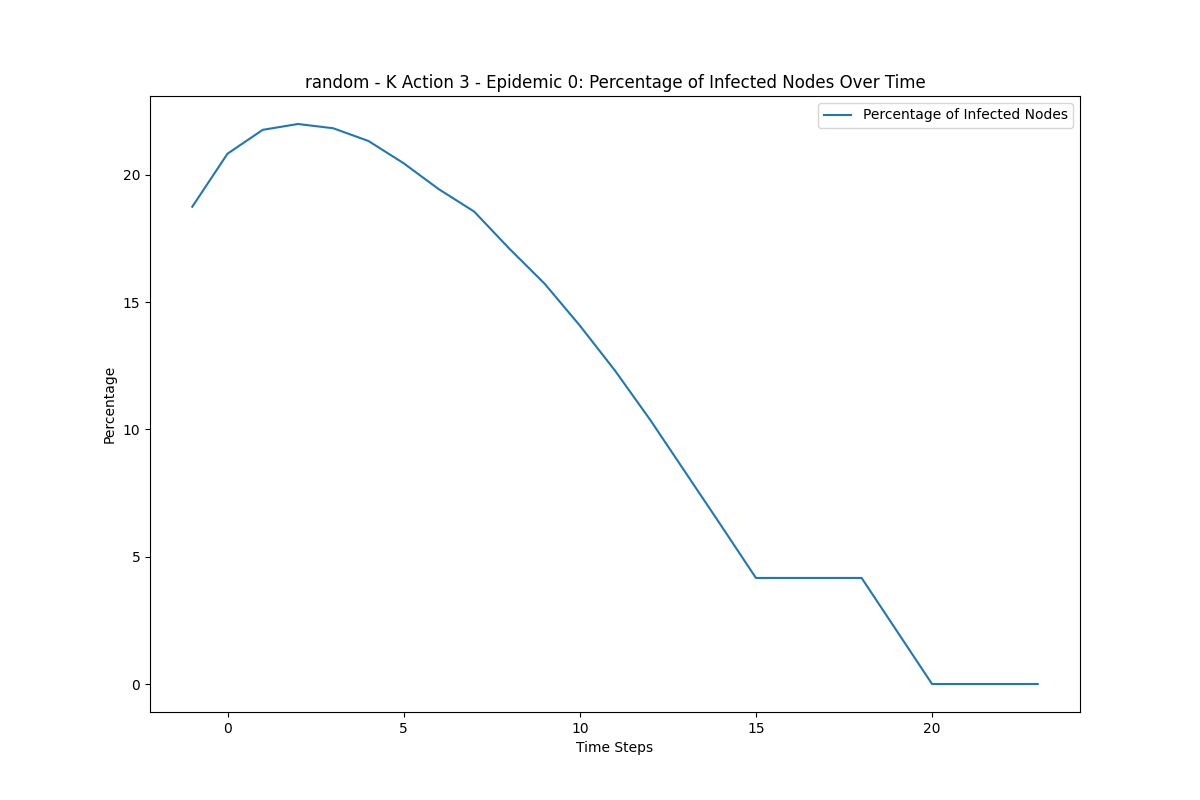 random - K Action 3 - Epidemic 0: Percentage of Infected Nodes Over Time
Percentage of Infected Nodes
20
15
10
5
0
Percentage
0 5 10 15 20
Time Steps